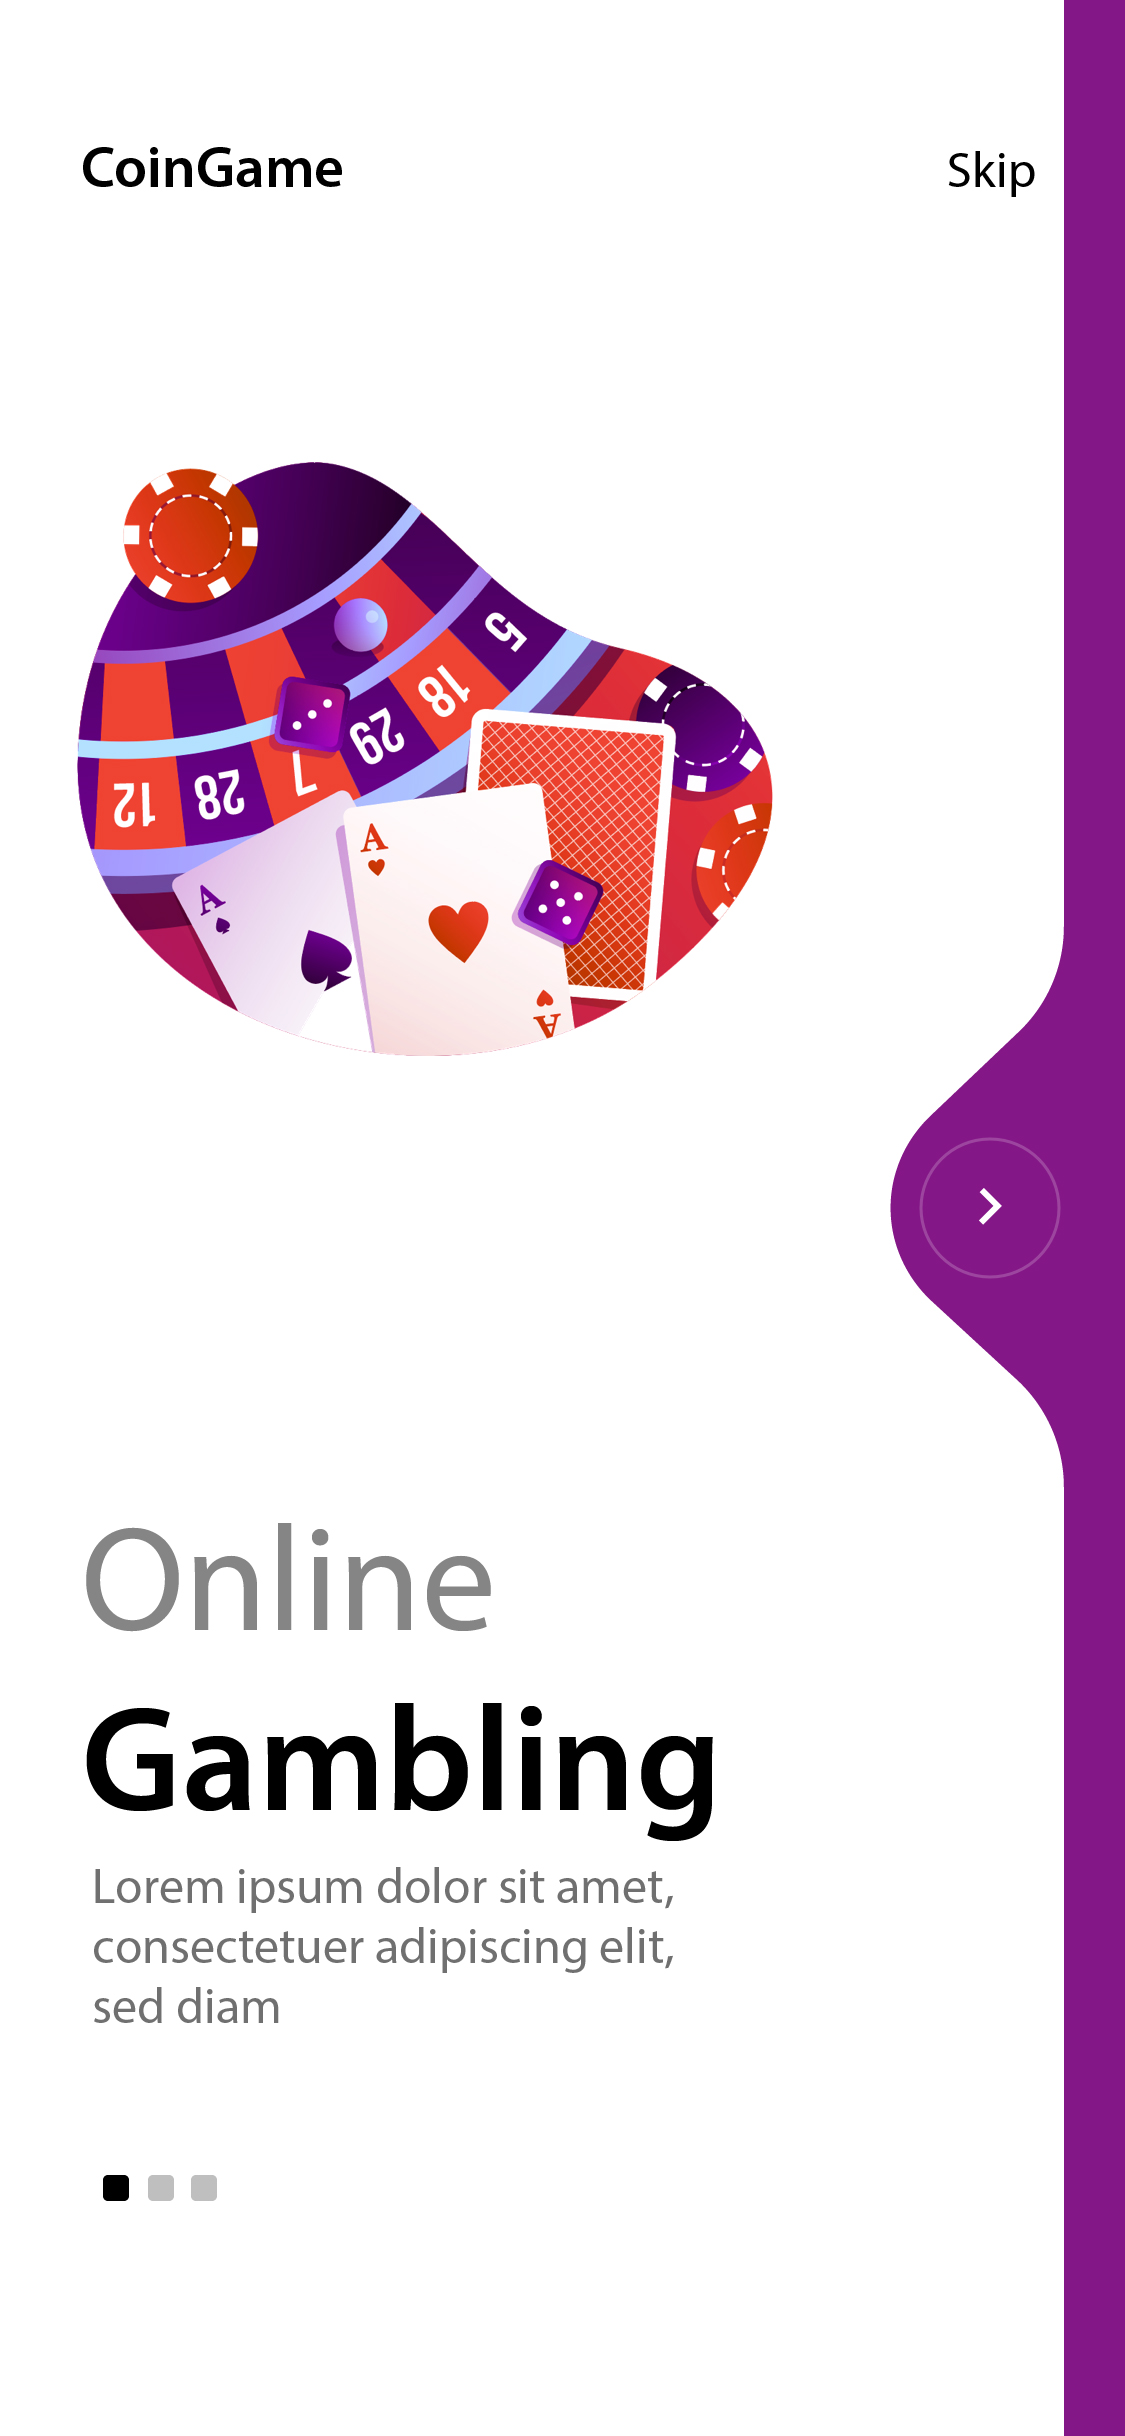 CoinGame
Skip
5
18
29
7
28
12
A
A
A
Online
Gambling
Lorem ipsum dolor sit amet,
consectetuer adipiscing elit,
sed diam